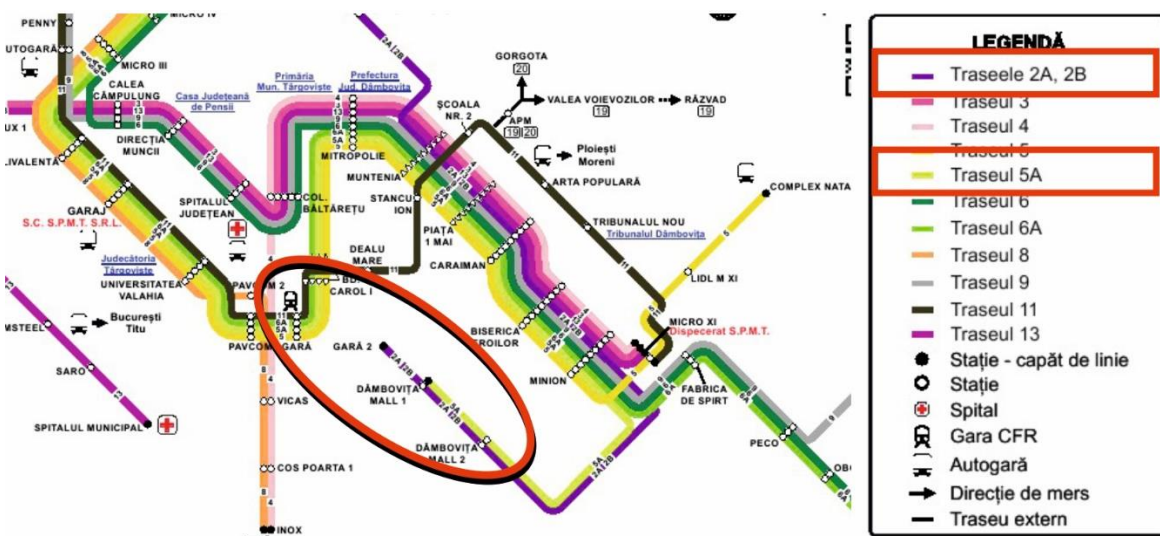 PENNY
MICRO IV
UTOGARĂ
MICRO III
CALEA
CÂMPULUNG
Casa Județeană
de Pensii
Primăria
Mun. Târgoviște
Prefectura
Jud. Dâmbovița
GORGOTA
20
VALEA VOIEVOZILOR
19
RĂZVAD
19
ȘCOALA
NR. 2
APM
19 20
UX 1
DIRECȚIA
MUNCII
MITROPOLIE
Ploiești
Moreni
LIVALENTA
MUNTENIA
ARTA POPULARĂ
COMPLEX NATA
GARAJ
S.C. S.P.M.T. S.R.L.
SPITALUL
JUDEȚEAN
COL.
BĂLTĂREȚU
STANCU
ION
PIAȚA
1 MAI
TRIBUNALUL NOU
Tribunalul Dâmbovița
Judecătoria
Târgoviște
DEALU
MARE
CARAIMAN
LIDL M XI
UNIVERSITATEA
VALAHIA
PAVCOM 2
CAROL I
MSTEEL
București
Titu
PAVCOM
GARĂ
GARĂ 2
BISERICA
EROILOR
MICRO XI
Dispecerat S.P.M.T.
SARO
DÂMBOVIȚA
MALL 1
MINION
FABRICA
DE SPIRT
VICAS
SPITALUL MUNICIPAL
DÂMBOVIȚA
MALL 2
PECO
COS POARTA 1
INOX
LEGENDĂ
Traseele 2A, 2B
Traseul 3
Traseul 4
Traseul 5
Traseul 5A
Traseul 6
Traseul 6A
Traseul 8
Traseul 9
Traseul 11
Traseul 13
Stație - capăt de linie
Stație
Spital
Gara CFR
Autogară
Direcție de mers
Traseu extern